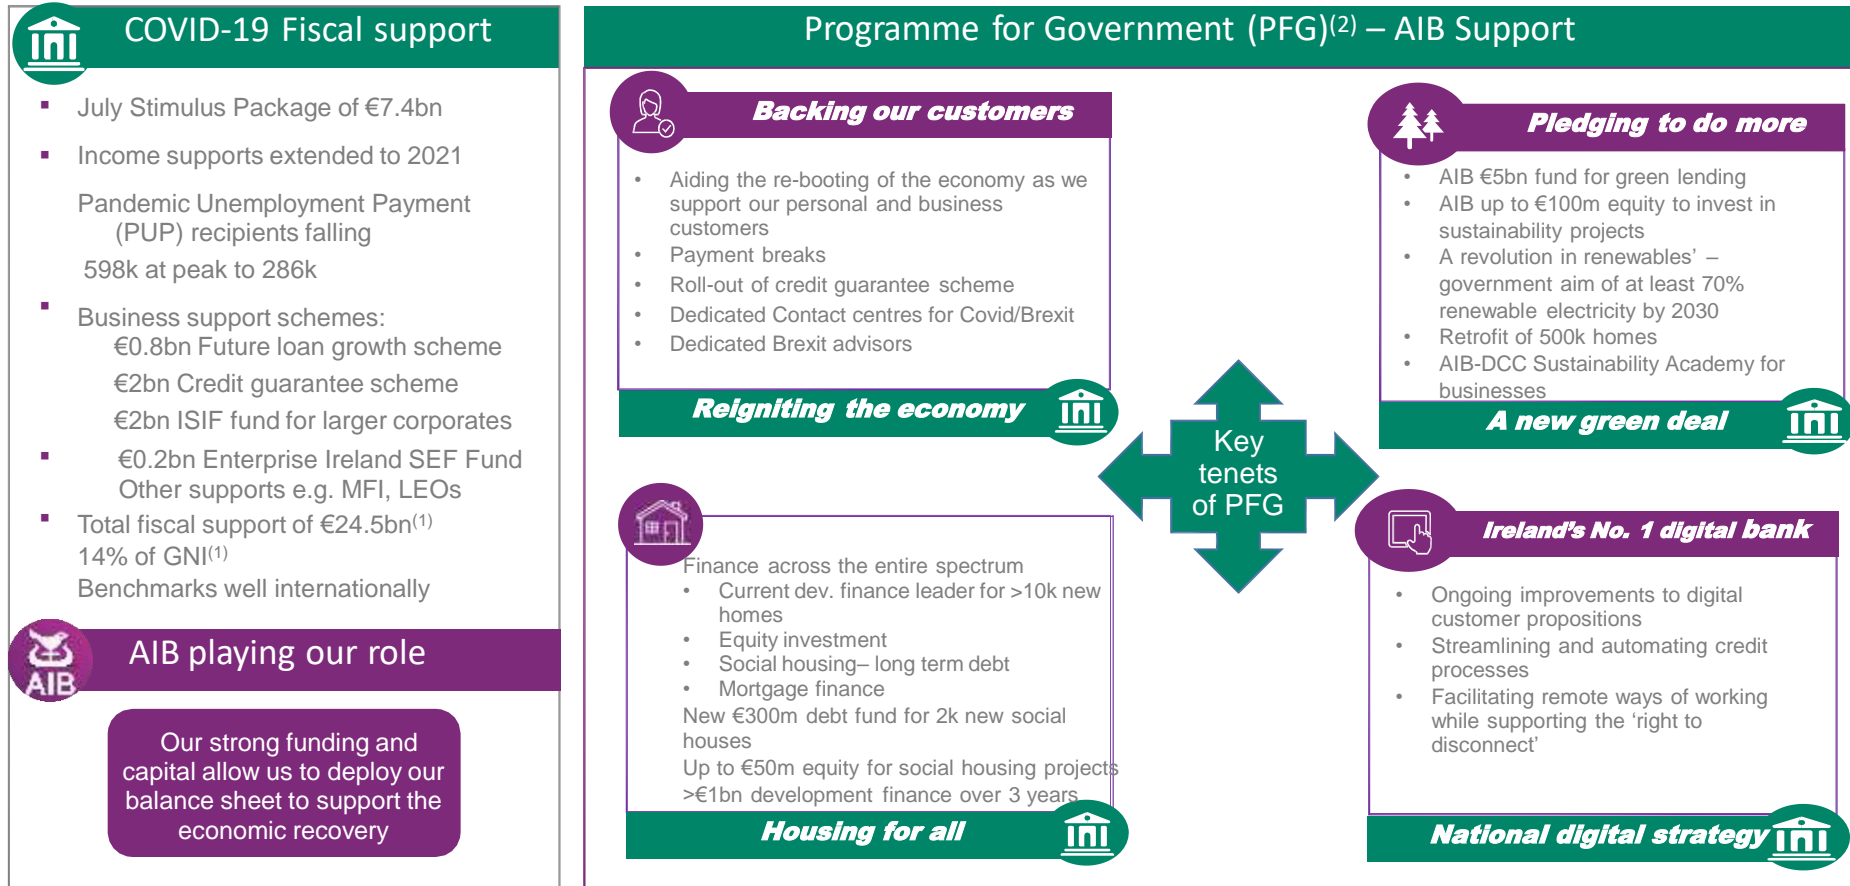 COVID-19 Fiscal support
▪ July Stimulus Package of €7.4bn
▪ Income supports extended to 2021
Pandemic Unemployment Payment
(PUP) recipients falling
598k at peak to 286k
▪ Business support schemes:
€0.8bn Future loan growth scheme
€2bn Credit guarantee scheme
€2bn ISIF fund for larger corporates
▪ €0.2bn Enterprise Ireland SEF Fund
Other supports e.g. MFI, LEOs
▪ Total fiscal support of €24.5bn(1)
14% of GNI(1)
Benchmarks well internationally
AIB
AIB playing our role
Our strong funding and
capital allow us to deploy our
balance sheet to support the
economic recovery
Programme for Government (PFG)(2) – AIB Support
Backing our customers
• Aiding the re-booting of the economy as we
support our personal and business
customers
• Payment breaks
• Roll-out of credit guarantee scheme
• Dedicated Contact centres for Covid/Brexit
• Dedicated Brexit advisors
Reigniting the economy
Pledging to do more
• AIB €5bn fund for green lending
• AIB up to €100m equity to invest in
sustainability projects
• A revolution in renewables’ –
government aim of at least 70%
renewable electricity by 2030
• Retrofit of 500k homes
• AIB-DCC Sustainability Academy for
businesses
A new green deal
Key
tenets
of PFG
Finance across the entire spectrum
• Current dev. finance leader for >10k new
homes
• Equity investment
• Social housing– long term debt
• Mortgage finance
New €300m debt fund for 2k new social
houses
Up to €50m equity for social housing projects
>€1bn development finance over 3 years
Housing for all
Ireland’s No. 1 digital bank
• Ongoing improvements to digital
customer propositions
• Streamlining and automating credit
processes
• Facilitating remote ways of working
while supporting the ‘right to
disconnect’
National digital strategy